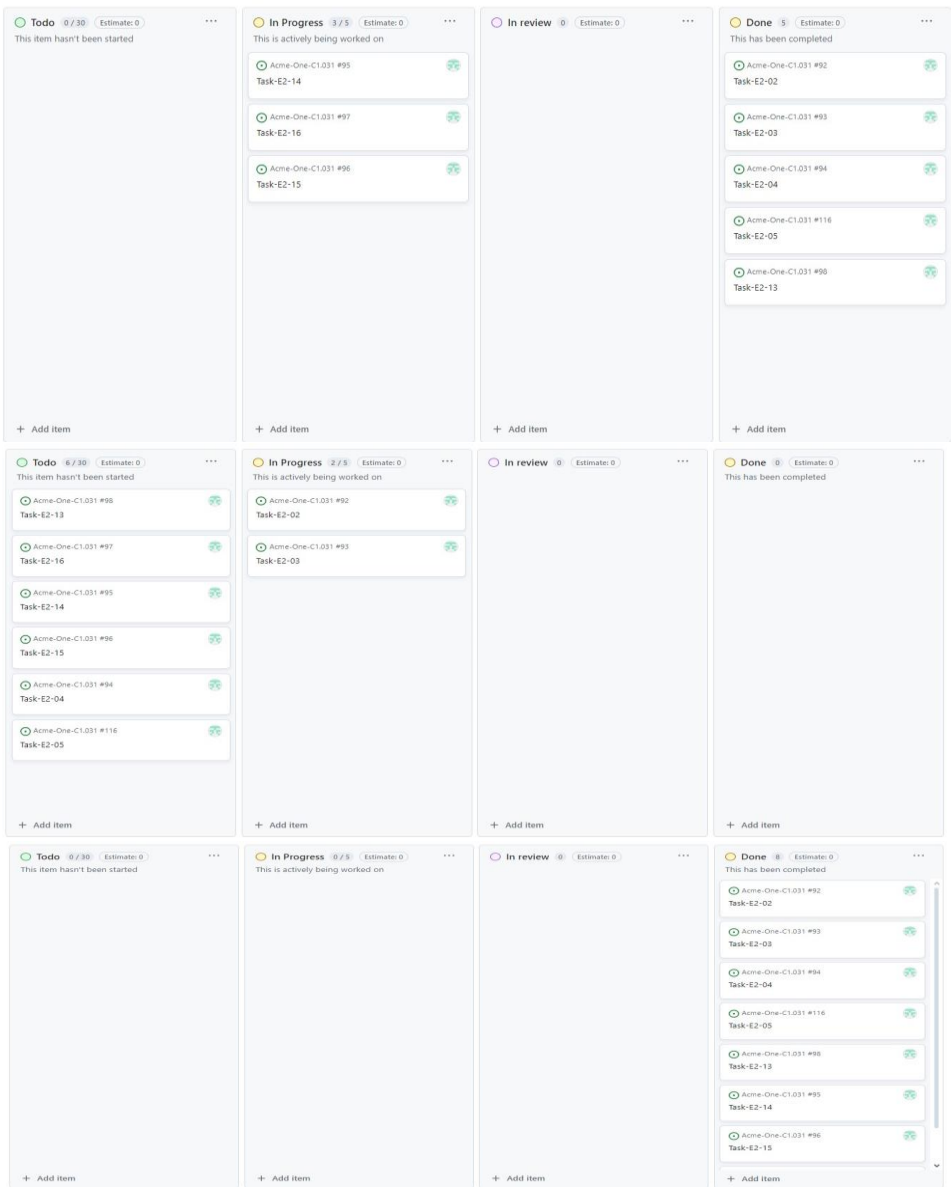 Todo 0 / 30 Estimate: 0 ...
This item hasn't been started
+ Add item
In Progress 3 / 5 Estimate: 0 ...
This is actively being worked on
Acme-One-C1.031 #95
Task-E2-14
Acme-One-C1.031 #97
Task-E2-16
Acme-One-C1.031 #96
Task-E2-15
+ Add item
In review 0 Estimate: 0 ...
+ Add item
Done 5 Estimate: 0 ...
This has been completed
Acme-One-C1.031 #92
Task-E2-02
Acme-One-C1.031 #93
Task-E2-03
Acme-One-C1.031 #94
Task-E2-04
Acme-One-C1.031 #116
Task-E2-05
Acme-One-C1.031 #98
Task-E2-13
+ Add item
Todo 6 / 30 Estimate: 0 ...
This item hasn't been started
Acme-One-C1.031 #98
Task-E2-13
Acme-One-C1.031 #97
Task-E2-16
Acme-One-C1.031 #95
Task-E2-14
Acme-One-C1.031 #96
Task-E2-15
Acme-One-C1.031 #94
Task-E2-04
Acme-One-C1.031 #116
Task-E2-05
+ Add item
In Progress 2 / 5 Estimate: 0 ...
This is actively being worked on
Acme-One-C1.031 #92
Task-E2-02
Acme-One-C1.031 #93
Task-E2-03
+ Add item
In review 0 Estimate: 0 ...
+ Add item
Done 0 Estimate: 0 ...
This has been completed
+ Add item
Todo 0 / 30 Estimate: 0 ...
This item hasn't been started
+ Add item
In Progress 0 / 5 Estimate: 0 ...
This is actively being worked on
+ Add item
In review 0 Estimate: 0 ...
+ Add item
Done 8 Estimate: 0 ...
This has been completed
Acme-One-C1.031 #92
Task-E2-02
Acme-One-C1.031 #93
Task-E2-03
Acme-One-C1.031 #94
Task-E2-04
Acme-One-C1.031 #116
Task-E2-05
Acme-One-C1.031 #98
Task-E2-13
Acme-One-C1.031 #95
Task-E2-14
Acme-One-C1.031 #96
Task-E2-15
+ Add item